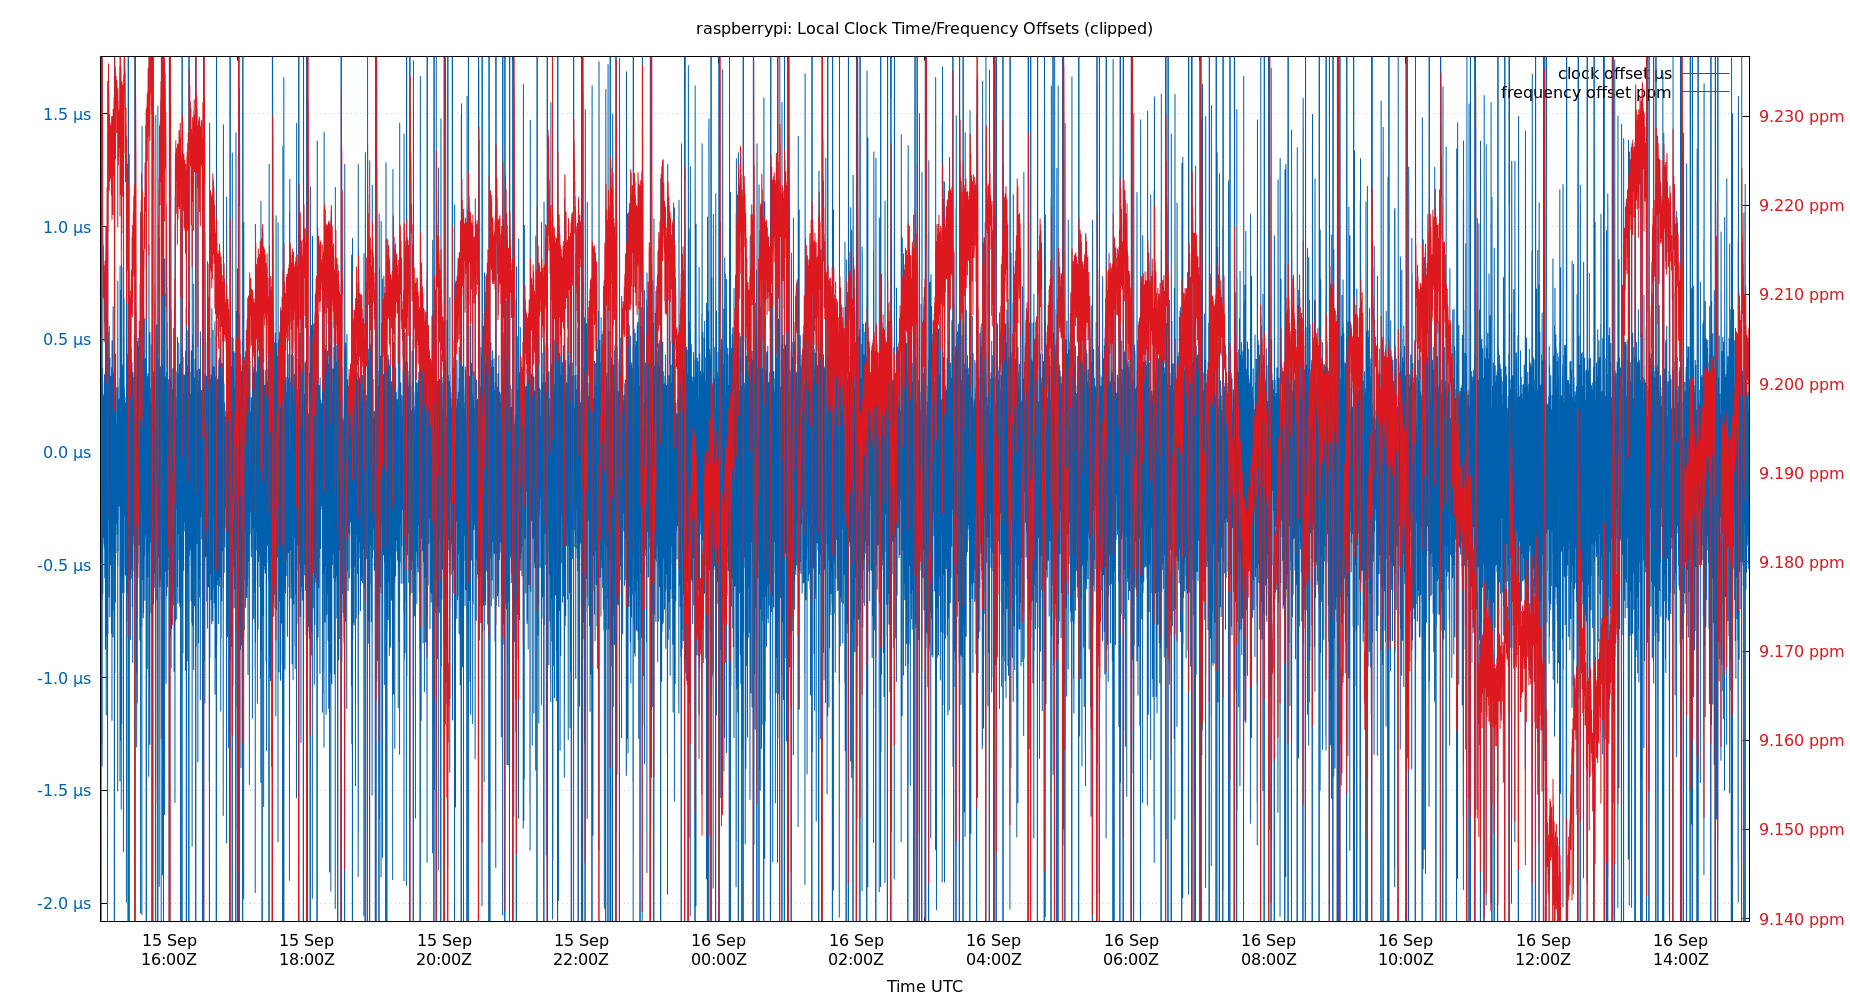 raspberrypi: Local Clock Time/Frequency Offsets (clipped)
clock offset µs
frequency offset ppm
1.5 µs
1.0 µs
0.5 µs
0.0 µs
-0.5 µs
-1.0 µs
-1.5 µs
-2.0 µs
9.230 ppm
9.220 ppm
9.210 ppm
9.200 ppm
9.190 ppm
9.180 ppm
9.170 ppm
9.160 ppm
9.150 ppm
9.140 ppm
15 Sep 15 Sep 15 Sep 15 Sep 16 Sep 16 Sep 16 Sep 16 Sep 16 Sep 16 Sep 16 Sep 16 Sep
16:00Z 18:00Z 20:00Z 22:00Z 00:00Z 02:00Z 04:00Z 06:00Z 08:00Z 10:00Z 12:00Z 14:00Z
Time UTC